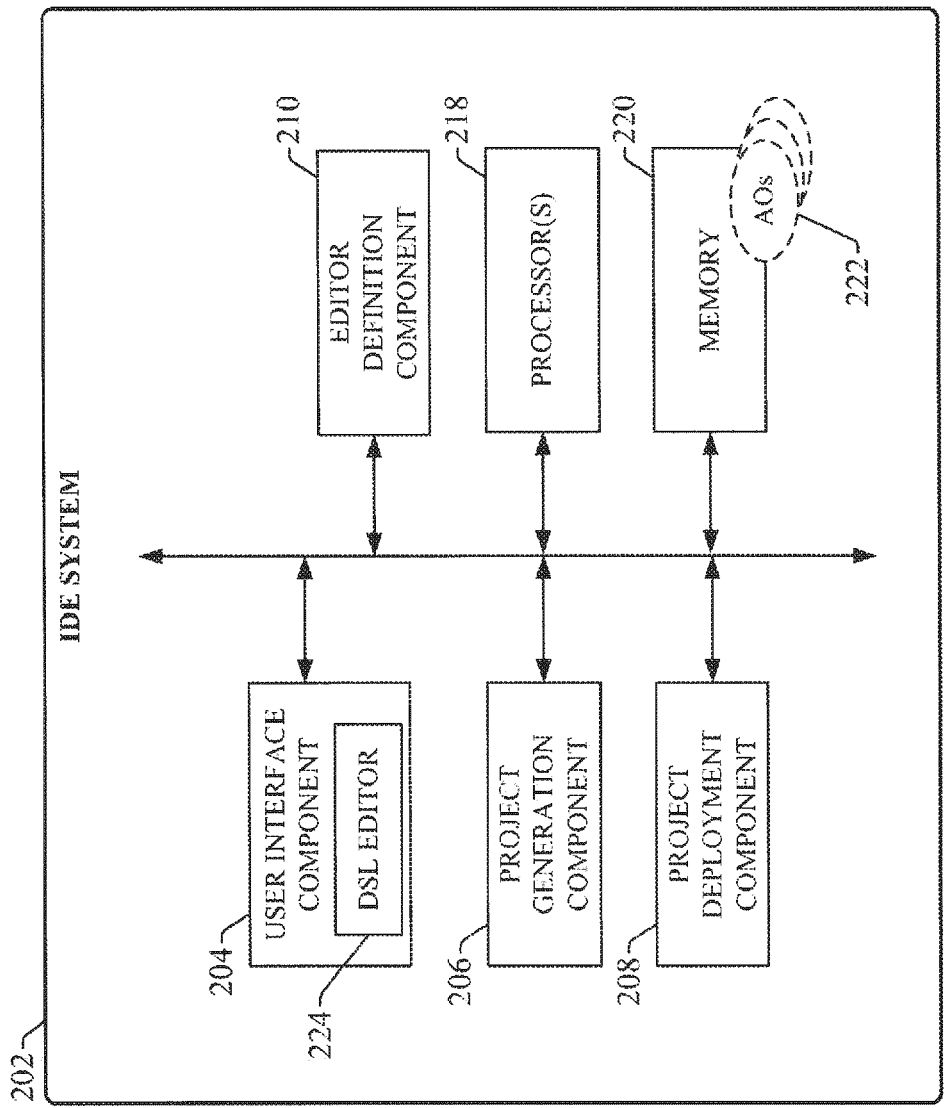 202
IDE SYSTEM
204
USER INTERFACE
COMPONENT
DSL EDITOR
224
206
PROJECT
GENERATION
COMPONENT
208
PROJECT
DEPLOYMENT
COMPONENT
210
EDITOR
DEFINITION
COMPONENT
218
PROCESSOR(S)
220
MEMORY
AOs
222